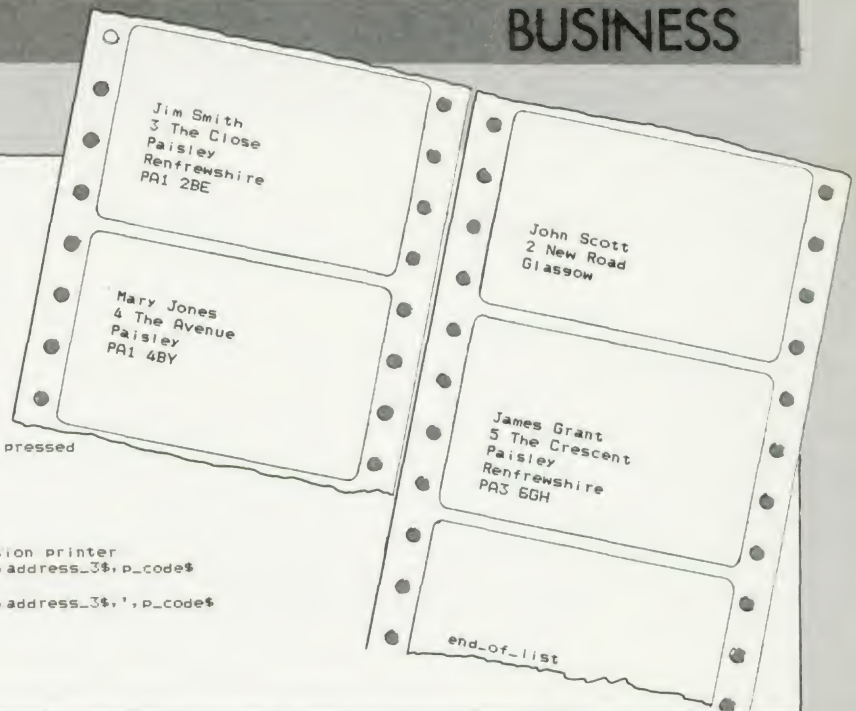 BUSINESS
Jim Smith
3 The Close
Paisley
Renfrewshire
PA1 2BE
Mary Jones
4 The Avenue
Paisley
PA1 4BY
John Scott
2 New Road
Glasgow
James Grant
5 The Crescent
Paisley
Renfrewshire
PA3 6GH
end_of_list
pressed
sion printer
address_3$,p_code$
address_3$,',p_code$